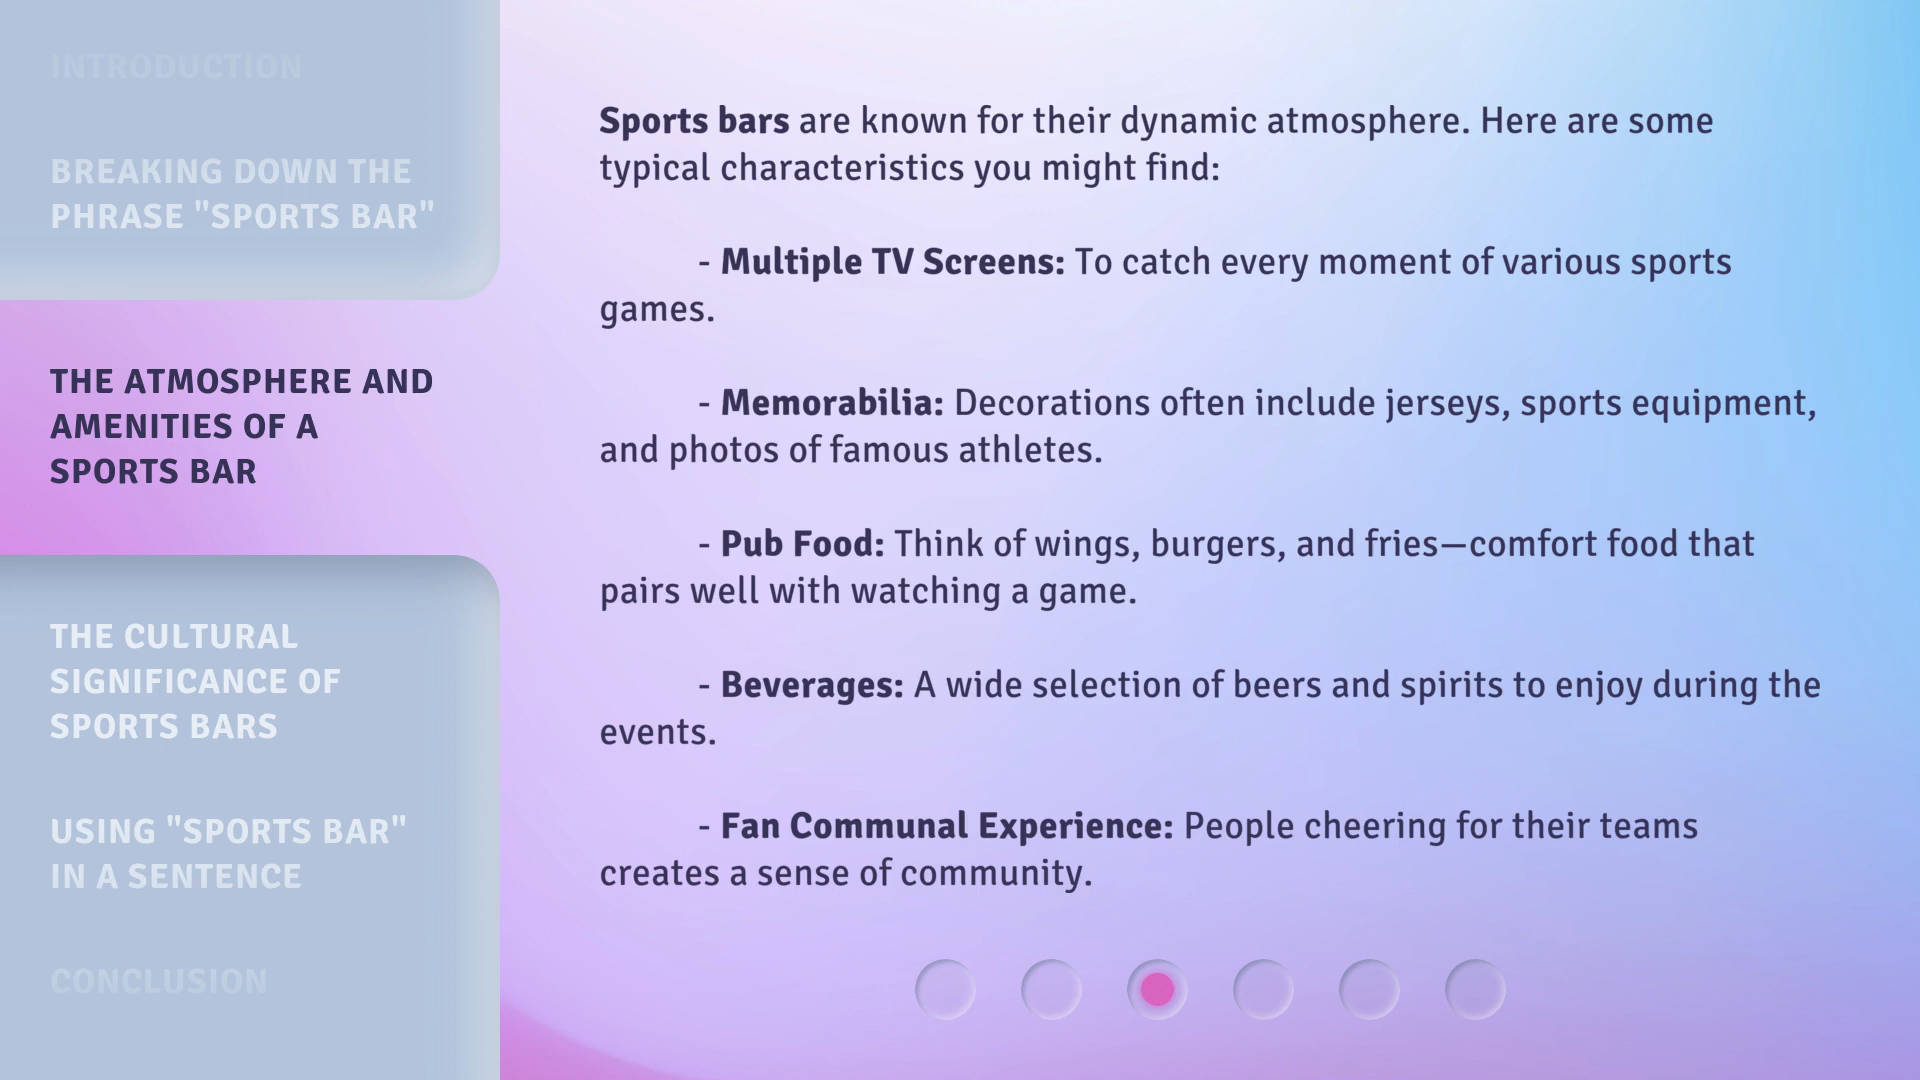 INTRODUCTION
BREAKING DOWN THE
PHRASE "SPORTS BAR"
THE ATMOSPHERE AND
AMENITIES OF A
SPORTS BAR
THE CULTURAL
SIGNIFICANCE OF
SPORTS BARS
USING "SPORTS BAR"
IN A SENTENCE
CONCLUSION
Sports bars are known for their dynamic atmosphere. Here are some
typical characteristics you might find:
- Multiple TV Screens: To catch every moment of various sports
games.
- Memorabilia: Decorations often include jerseys, sports equipment,
and photos of famous athletes.
- Pub Food: Think of wings, burgers, and fries—comfort food that
pairs well with watching a game.
- Beverages: A wide selection of beers and spirits to enjoy during the
events.
- Fan Communal Experience: People cheering for their teams
creates a sense of community.